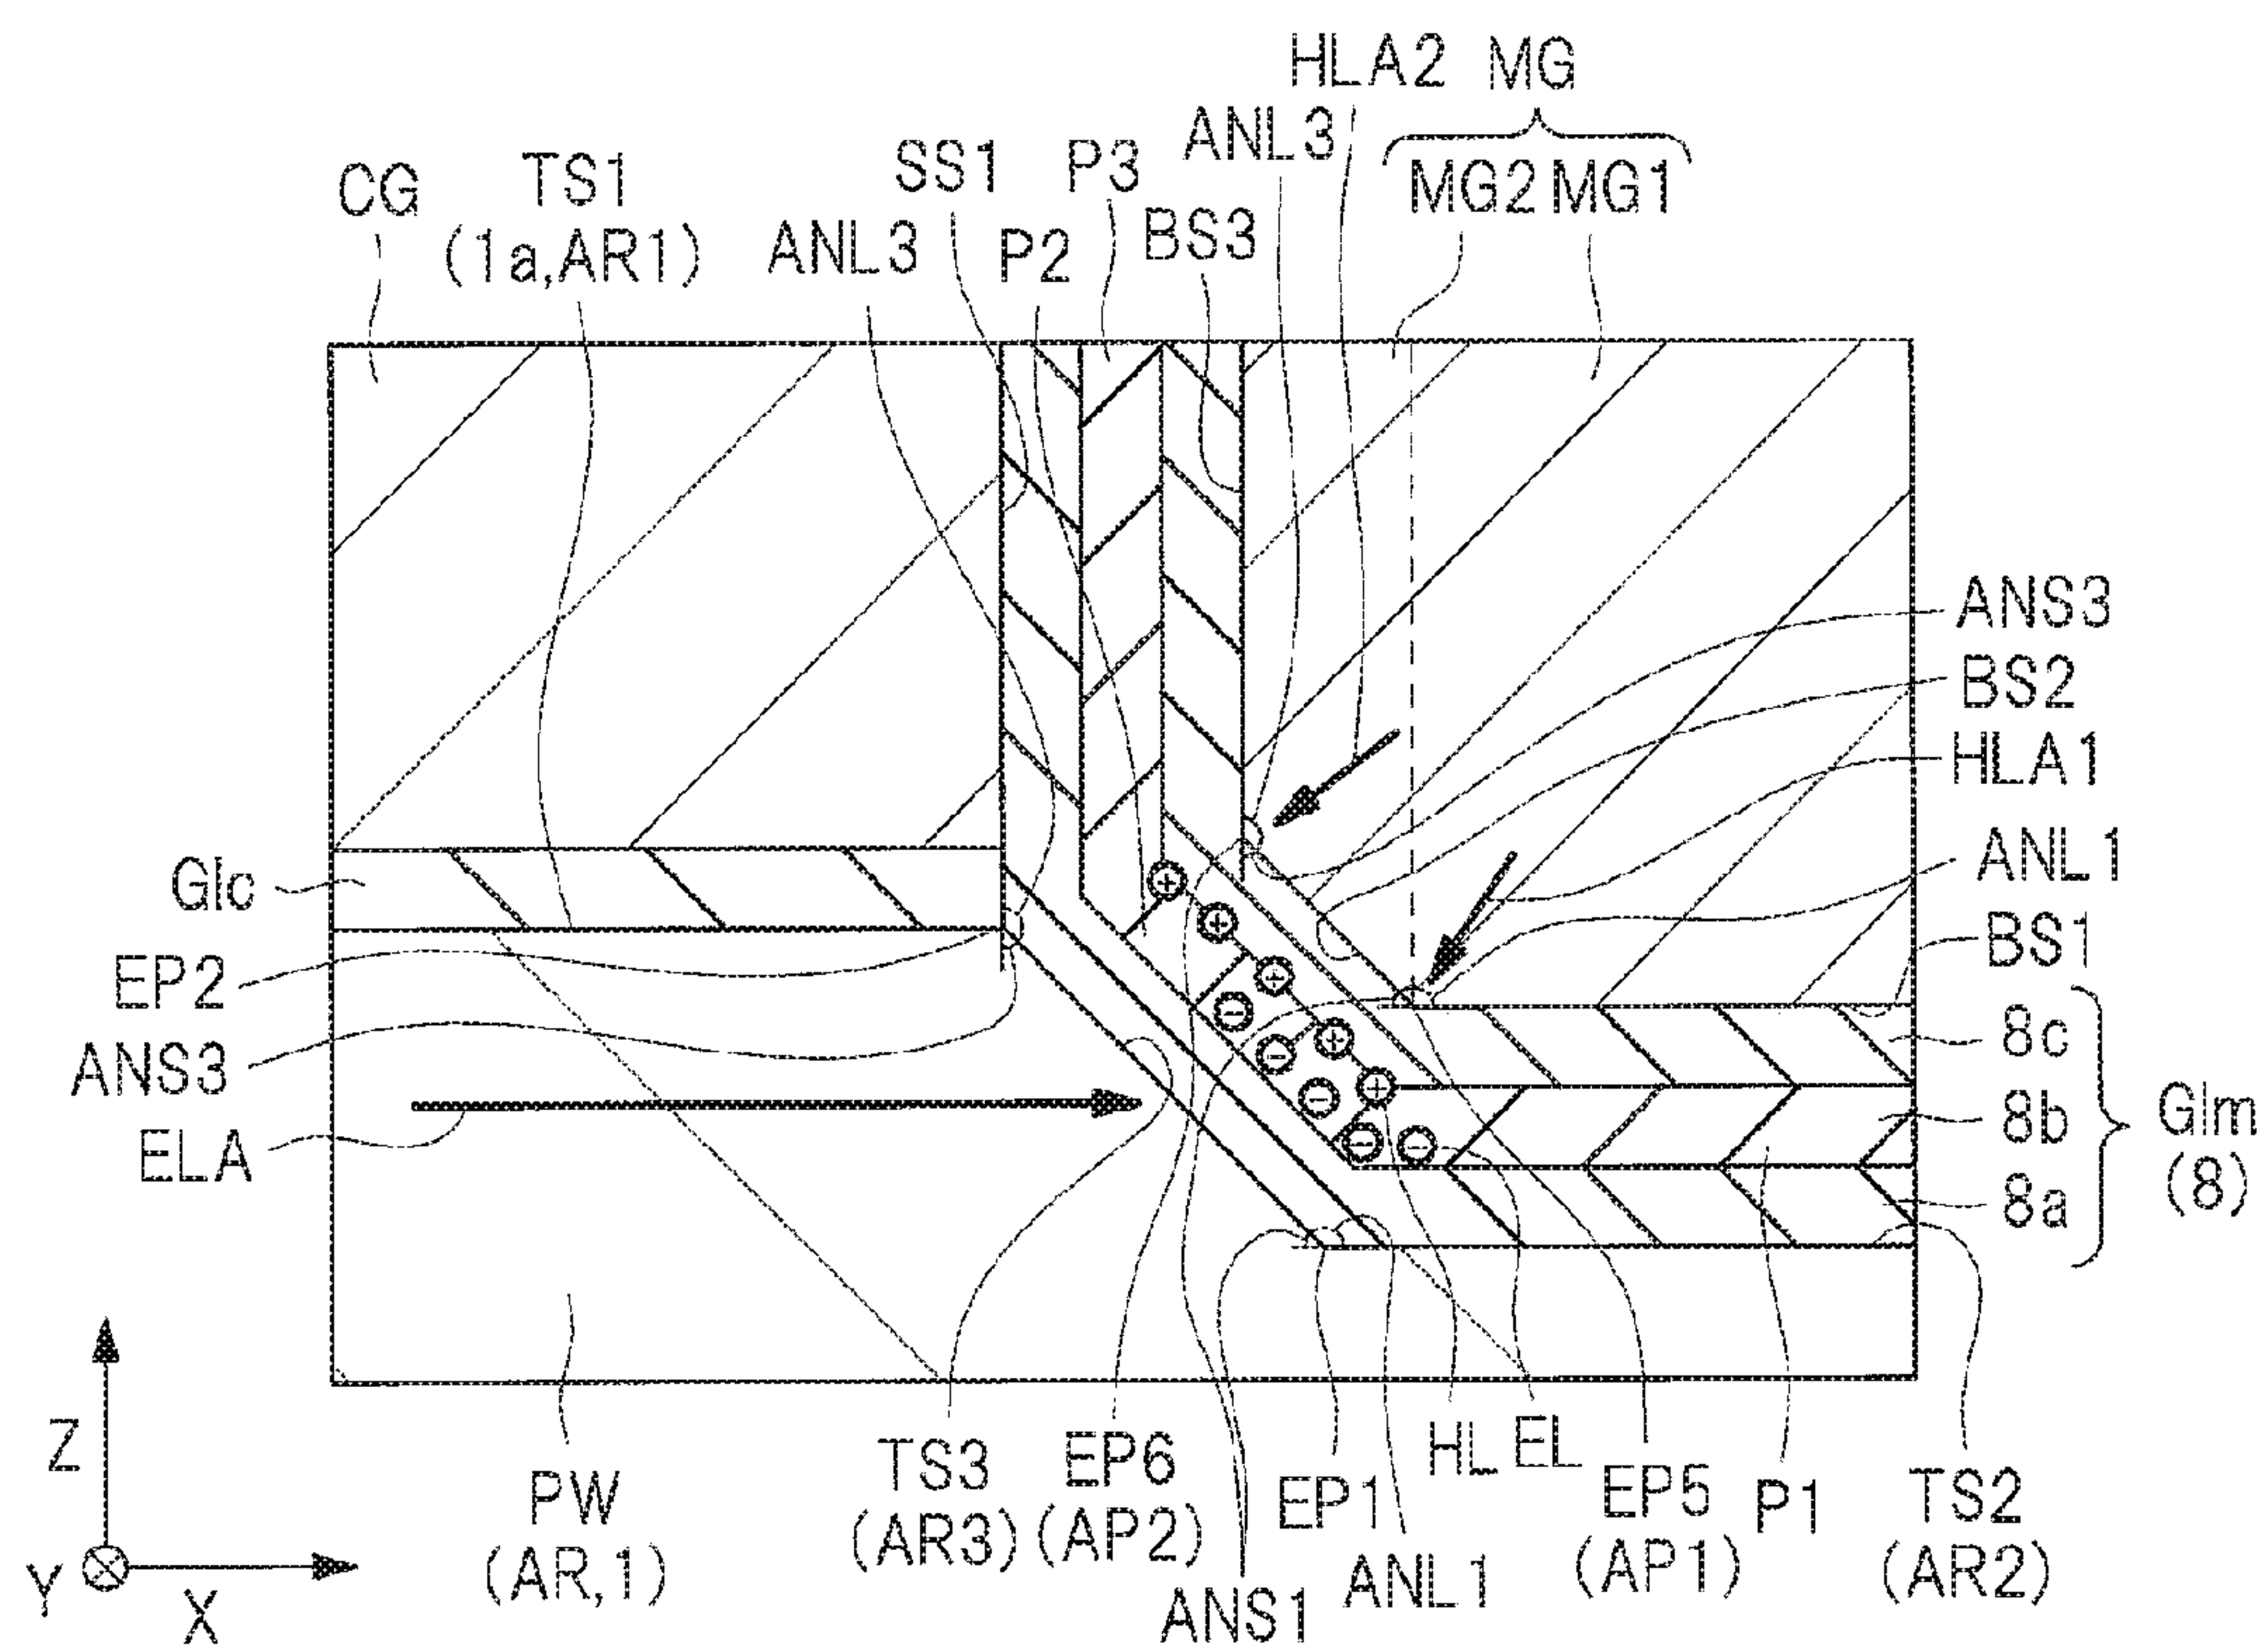 HLA2 MG
ANL3
SS1 P3
MG2 MG1
CG TS1
(1a,AR1)
ANL3 P2 BS3
ANS3
BS2
HLA1
ANL1
BS1
GIc
EP2
ANS3
ELA
8c
8b
8a
GIm
(8)
+
+
+
+
+
−
−
−
−
−
Z
Y
X
PW
(AR,1)
TS3
(AR3)
EP6
(AP2)
ANS1
EP1
ANL1
HL EL
EP5
(AP1)
P1
TS2
(AR2)